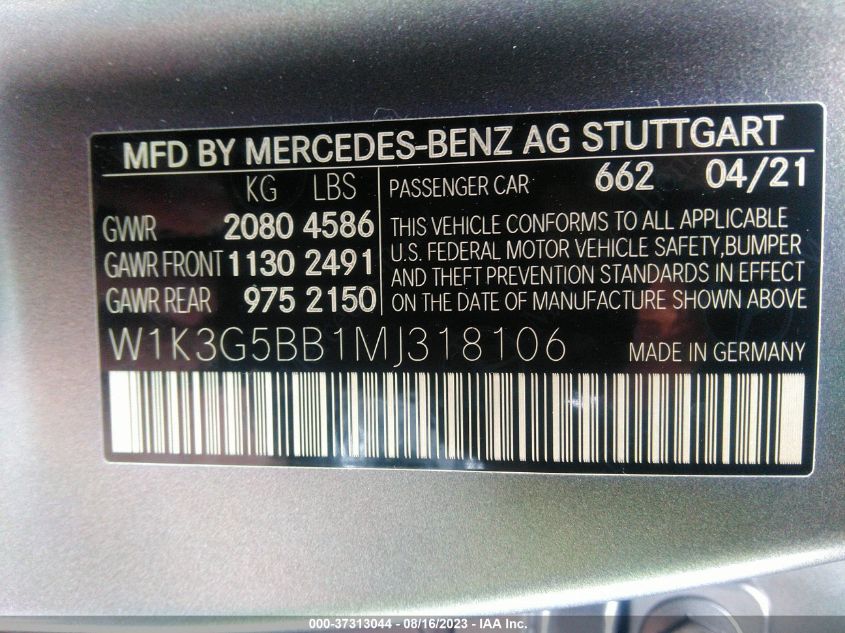 MFD BY MERCEDES-BENZ AG STUTTGART
KG LBS
GVWR 2080 4586
GAWR FRONT 1130 2491
GAWR REAR 975 2150
PASSENGER CAR 662 04/21
THIS VEHICLE CONFORMS TO ALL APPLICABLE
U.S. FEDERAL MOTOR VEHICLE SAFETY,BUMPER
AND THEFT PREVENTION STANDARDS IN EFFECT
ON THE DATE OF MANUFACTURE SHOWN ABOVE
W1K3G5BB1MJ318106 MADE IN GERMANY
000-37313044 - 08/16/2023 - IAA Inc.